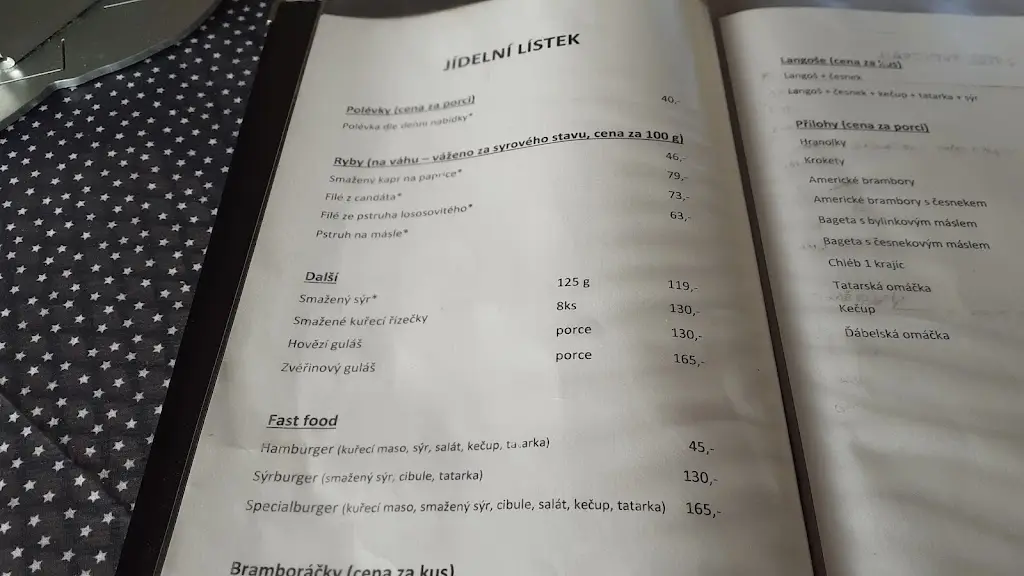 JÍDELNÍ LÍSTEK
Polévky (cena za porci)
Polévka dle denní nabídky* 40,-
Ryby (na váhu – váženo za syrového stavu, cena za 100 g)
Smažený kapr na paprice* 46,-
Filé z candáta* 79,-
Filé ze pstruha lososovitého* 73,-
Pstruh na másle* 63,-
Další
Smažený sýr* 125 g 119,-
Smažené kuřecí řízečky 8ks 130,-
Hovězí guláš porce 130,-
Zvěřinový guláš porce 165,-
Fast food
Hamburger (kuřecí maso, sýr, salát, kečup, tatarka) 45,-
Sýrburger (smažený sýr, cibule, tatarka) 130,-
Specialburger (kuřecí maso, smažený sýr, cibule, salát, kečup, tatarka) 165,-
Bramboráčky (cena za kus)
Langoše (cena za kus)
Langoš + česnek
Langoš + česnek + kečup + tatarka + sýr
Přílohy (cena za porci)
Hranolky
Krokety
Americké brambory
Americké brambory s česnekem
Bageta s bylinkovým máslem
Bageta s česnekovým máslem
Chléb 1 krajíc
Tatarská omáčka
Kečup
Ďábelská omáčka